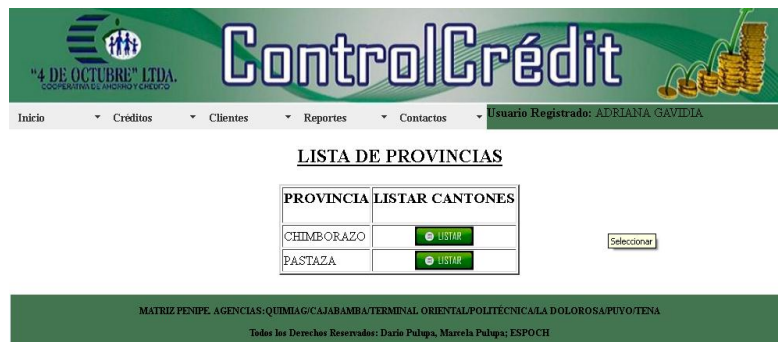 "4 DE OCTUBRE" LTDA.
COOPERATIVA DE AHORRO Y CREDITO
ControlCrédit
Inicio Créditos Clientes Reportes Contactos Usuario Registrado: ADRIANA GAVIDIA
LISTA DE PROVINCIAS
PROVINCIA LISTAR CANTONES
CHIMBORAZO LISTAR
Seleccionar
PASTAZA LISTAR
MATRIZ PENIPE. AGENCIAS:QUIMIAG/CAJABAMBA/TERMINAL ORIENTAL/POLITÉCNICA/LA DOLOROSA/PUYO/TENA
Todos los Derechos Reservados: Dario Pulupa, Marcela Pulupa; ESPOCH